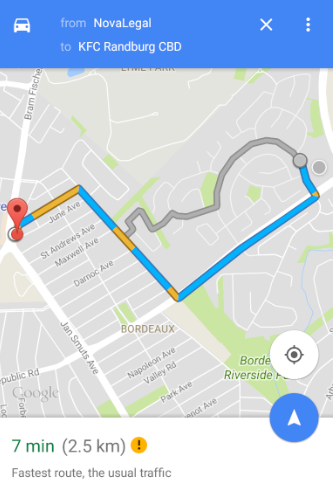 from NovaLegal
to KFC Randburg CBD
Bram Fischer
June Ave
St Andrews Ave
Maxwell Ave
Darnoc Ave
Jan Smuts Ave
BORDEAUX
Napoleon Ave
Valley Rd
Park Ave
Riverside
Google
7 min (2.5 km)
Fastest route, the usual traffic